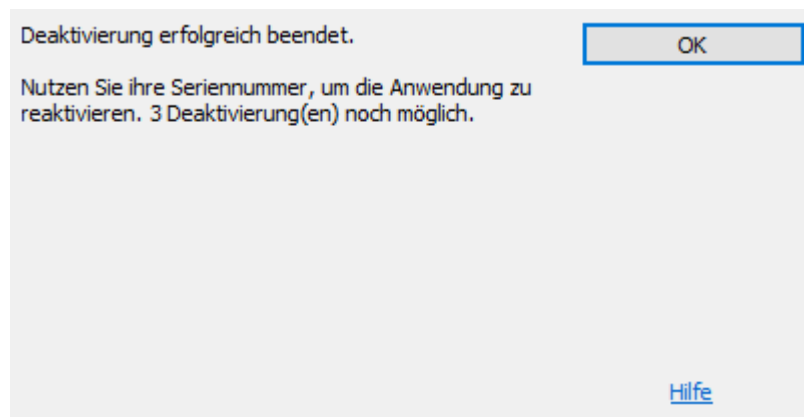 Deaktivierung erfolgreich beendet.
OK
Nutzen Sie ihre Seriennummer, um die Anwendung zu
reaktivieren. 3 Deaktivierung(en) noch möglich.
Hilfe